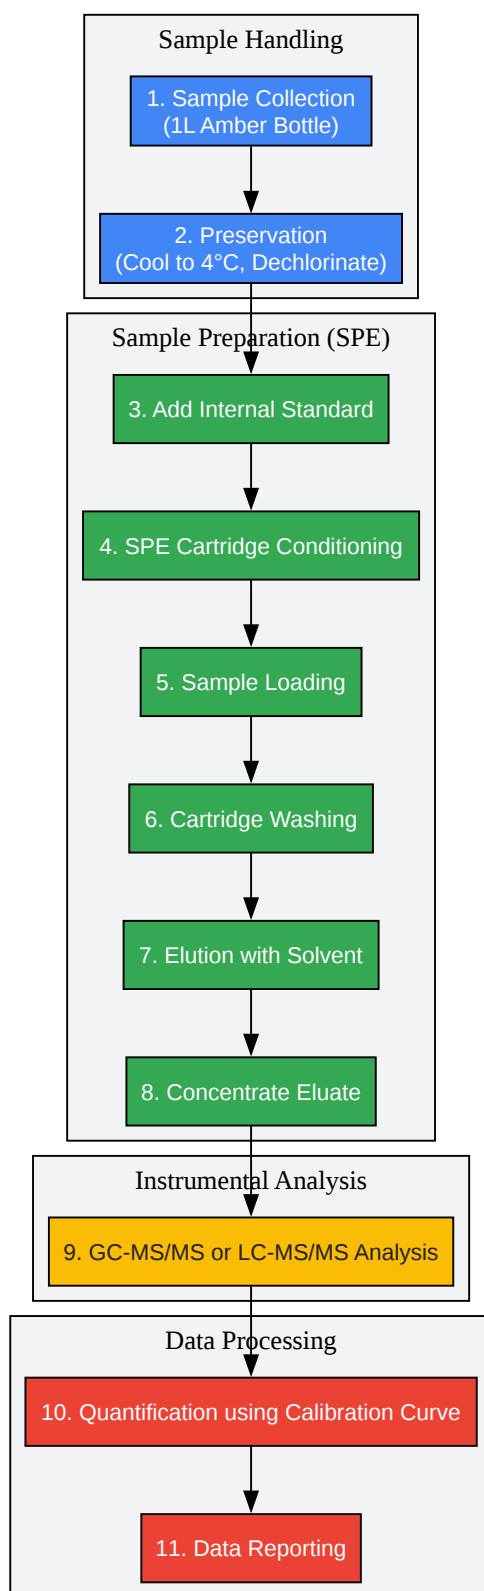 Sample Handling
1. Sample Collection
(1L Amber Bottle)
2. Preservation
(Cool to 4°C, Dechlorinate)
Sample Preparation (SPE)
3. Add Internal Standard
4. SPE Cartridge Conditioning
5. Sample Loading
6. Cartridge Washing
7. Elution with Solvent
8. Concentrate Eluate
Instrumental Analysis
9. GC-MS/MS or LC-MS/MS Analysis
Data Processing
10. Quantification using Calibration Curve
11. Data Reporting